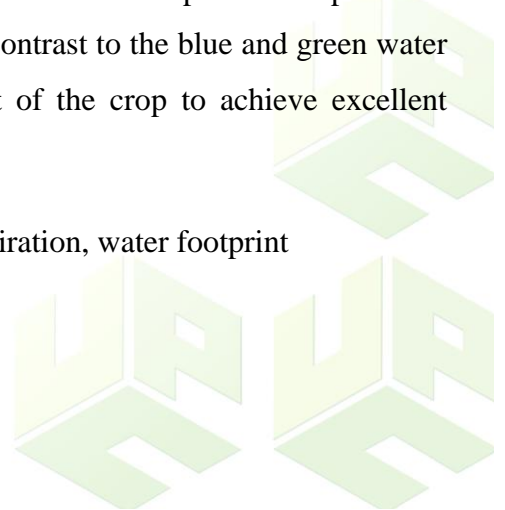 ontrast to the blue and green water
of the crop to achieve excellent
iration, water footprint